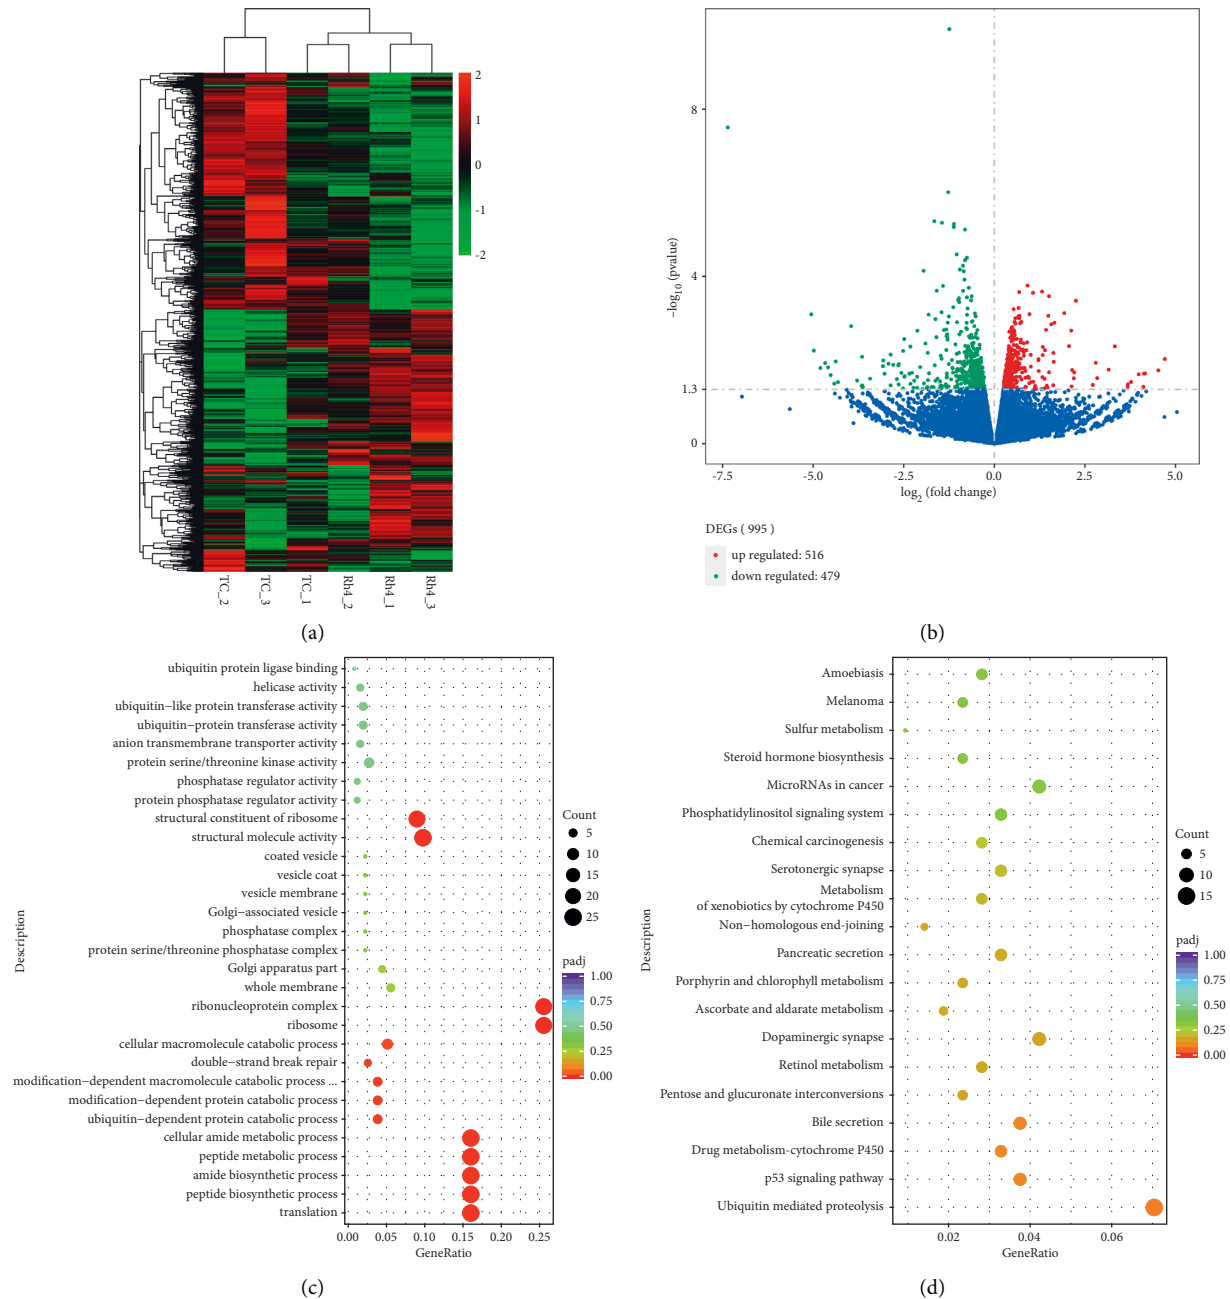 2
1
0
-1
-2
TC_2
TC_3
TC_1
Rh4_2
Rh4_1
Rh4_3
(a)
−log10 (pvalue)
8
4
1.3
0
-7.5
-5.0
-2.5
0.0
2.5
5.0
log2 (fold change)
DEGs ( 995 )
up regulated: 516
down regulated: 479
(b)
Description
ubiquitin protein ligase binding
helicase activity
ubiquitin−like protein transferase activity
ubiquitin−protein transferase activity
anion transmembrane transporter activity
protein serine/threonine kinase activity
phosphatase regulator activity
protein phosphatase regulator activity
structural constituent of ribosome
structural molecule activity
coated vesicle
vesicle coat
vesicle membrane
Golgi−associated vesicle
phosphatase complex
protein serine/threonine phosphatase complex
Golgi apparatus part
whole membrane
ribonucleoprotein complex
ribosome
cellular macromolecule catabolic process
double−strand break repair
modification−dependent macromolecule catabolic process ...
modification−dependent protein catabolic process
ubiquitin−dependent protein catabolic process
cellular amide metabolic process
peptide metabolic process
amide biosynthetic process
peptide biosynthetic process
translation
0.00
0.05
0.10
0.15
0.20
0.25
GeneRatio
Count
5
10
15
20
25
padj
1.00
0.75
0.50
0.25
0.00
(c)
Description
Amoebiasis
Melanoma
Sulfur metabolism
Steroid hormone biosynthesis
MicroRNAs in cancer
Phosphatidylinositol signaling system
Chemical carcinogenesis
Serotonergic synapse
Metabolism
of xenobiotics by cytochrome P450
Non−homologous end-joining
Pancreatic secretion
Porphyrin and chlorophyll metabolism
Ascorbate and aldarate metabolism
Dopaminergic synapse
Retinol metabolism
Pentose and glucuronate interconversions
Bile secretion
Drug metabolism-cytochrome P450
p53 signaling pathway
Ubiquitin mediated proteolysis
0.02
0.04
0.06
GeneRatio
Count
5
10
15
padj
1.00
0.75
0.50
0.25
0.00
(d)